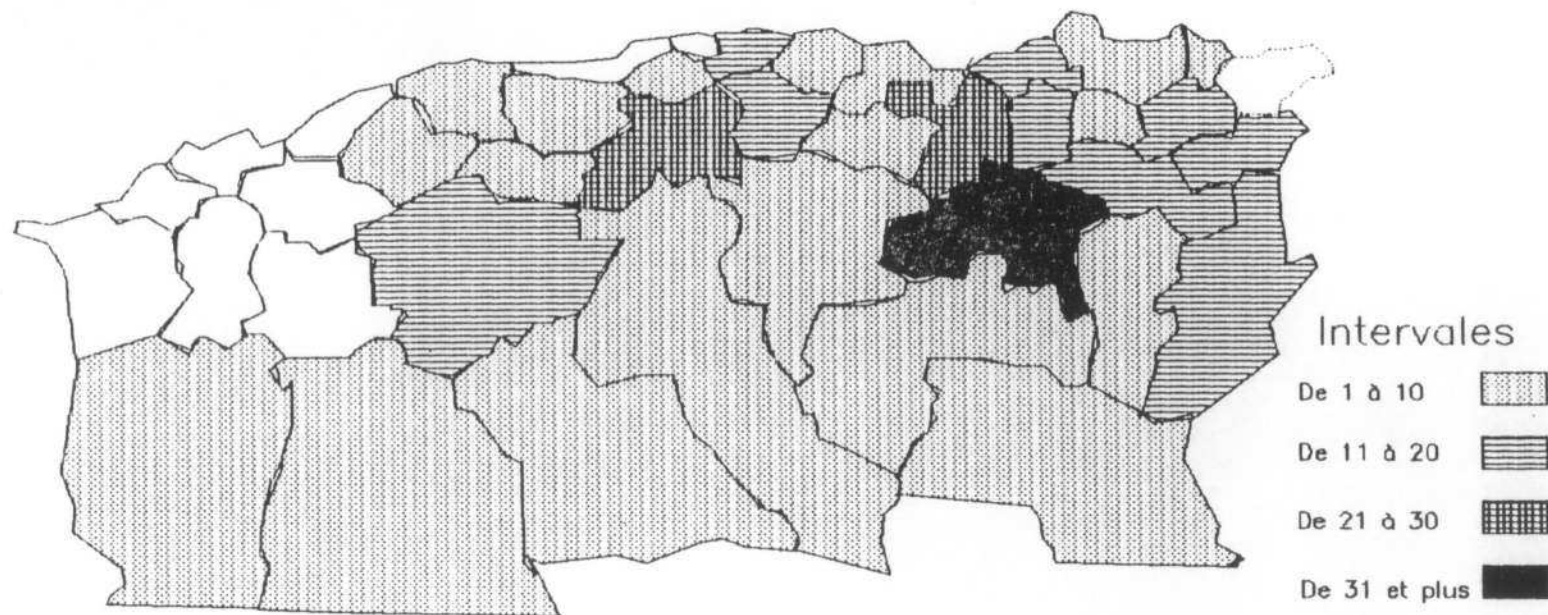 Intervales
De 1 à 10
De 11 à 20
De 21 à 30
De 31 et plus